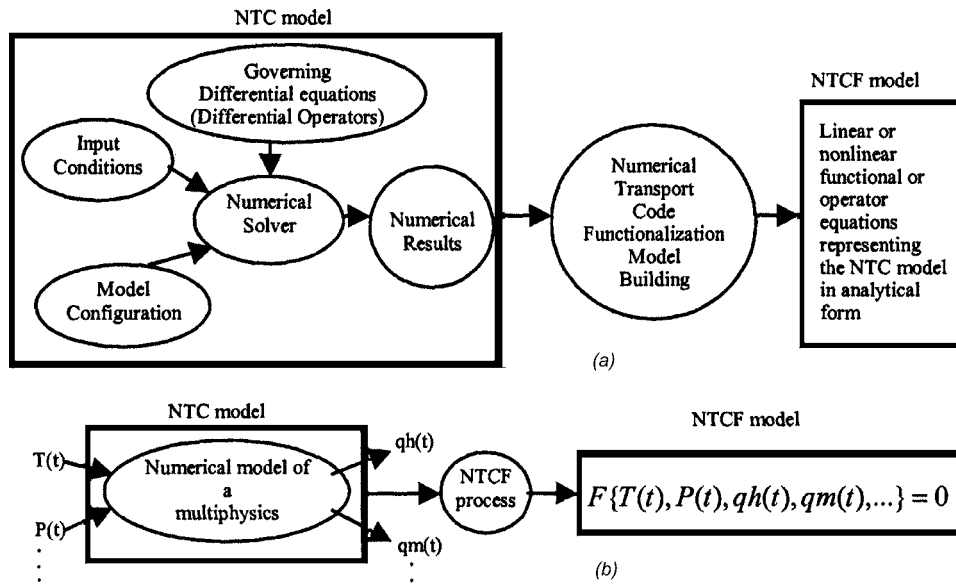 NTC model
Governing
Differential equations
(Differential Operators)
Input
Conditions
Numerical
Solver
Numerical
Results
Model
Configuration
Numerical
Transport
Code
Functionalization
Model
Building
NTCF model
Linear or
nonlinear
functional or
operator
equations
representing
the NTC model
in analytical
form
(a)
NTC model
T(t)
P(t)
Numerical model of
a
multiphysics
qh(t)
qm(t)
NTCF
process
NTCF model
F{T(t), P(t), qh(t), qm(t),...} = 0
(b)